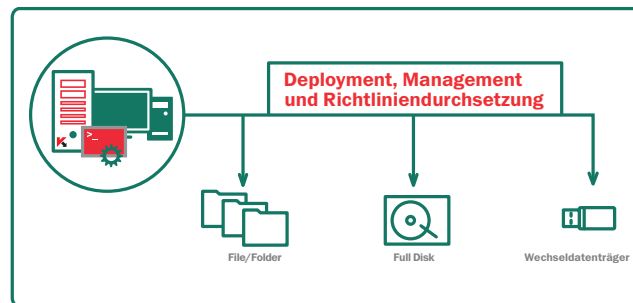 Deployment, Management
und Richtliniendurchsetzung
>_
File/Folder
Full Disk
Wechseldatenträger